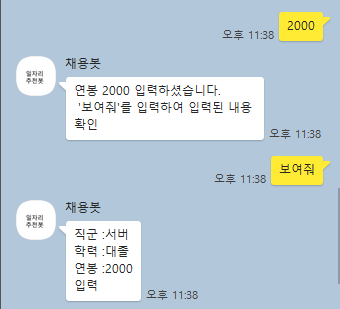 2000
오후 11:38
채용봇
일자리
추천봇
연봉 2000 입력하셨습니다.
'보여줘'를 입력하여 입력된 내용
확인
오후 11:38
보여줘
오후 11:38
채용봇
일자리
추천봇
직군 :서버
학력 :대졸
연봉 :2000
입력
오후 11:38